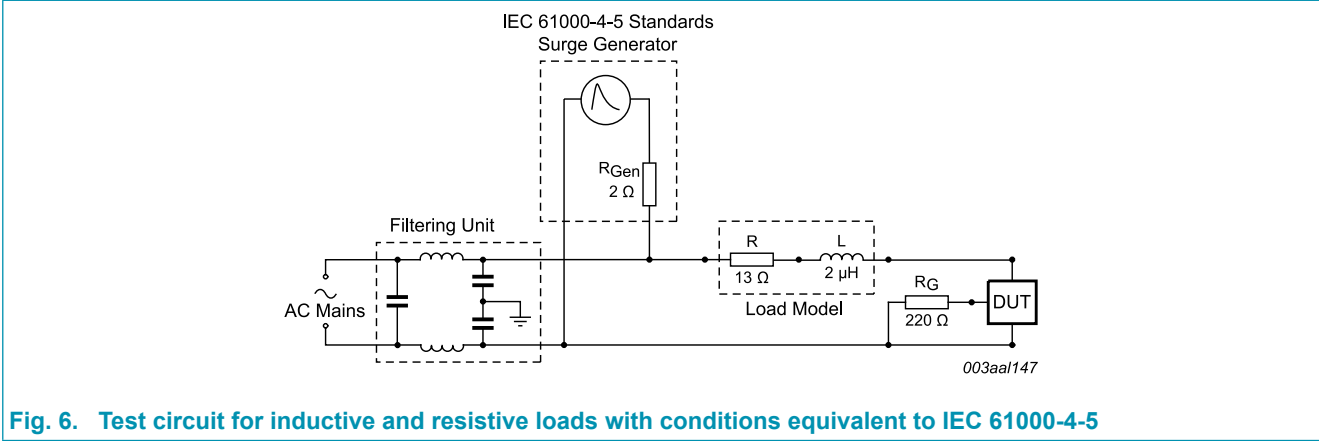 IEC 61000-4-5 Standards
Surge Generator
RGen
2 Ω
Filtering Unit
R
L
13 Ω
2 μH
RG
DUT
AC Mains
Load Model
220 Ω
003aal147
Fig. 6. Test circuit for inductive and resistive loads with conditions equivalent to IEC 61000-4-5